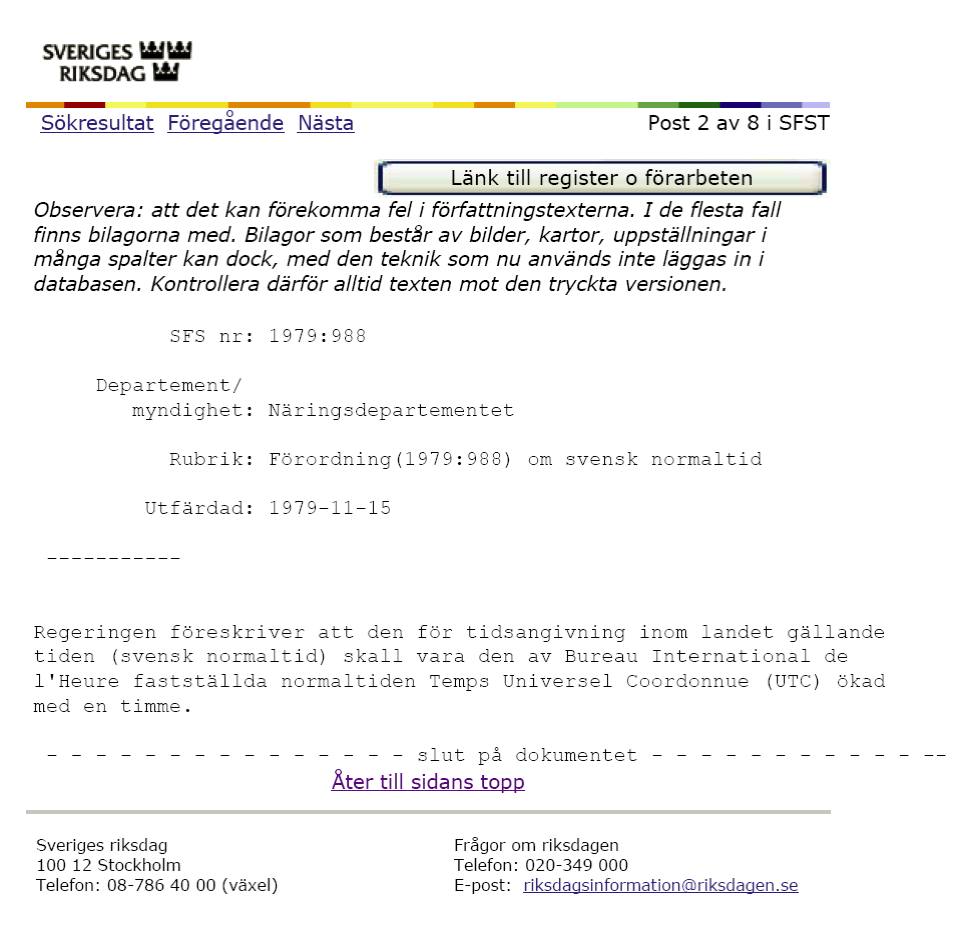 SVERIGES
RIKSDAG
Sökresultat Föregående Nästa Post 2 av 8 i SFST
Länk till register o förarbeten
Observera: att det kan förekomma fel i författningstexterna. I de flesta fall
finns bilagorna med. Bilagor som består av bilder, kartor, uppställningar i
många spalter kan dock, med den teknik som nu används inte läggas in i
databasen. Kontrollera därför alltid texten mot den tryckta versionen.
SFS nr: 1979:988
Departement/
myndighet: Näringsdepartementet
Rubrik: Förordning(1979:988) om svensk normaltid
Utfärdad: 1979-11-15
-----------
Regeringen föreskriver att den för tidsangivning inom landet gällande
tiden (svensk normaltid) skall vara den av Bureau International de
l'Heure fastställda normaltiden Temps Universel Coordonnue (UTC) ökad
med en timme.
- - - - - - - - - - - - - - - slut på dokumentet - - - - - - - - - - - --
Åter till sidans topp
Sveriges riksdag
100 12 Stockholm
Telefon: 08-786 40 00 (växel)
Frågor om riksdagen
Telefon: 020-349 000
E-post: riksdagsinformation@riksdagen.se